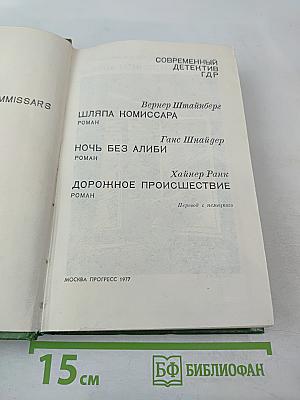 MMISSARS
СОВРЕМЕННЫЙ
ДЕТЕКТИВ
ГДР
Вернер Штайнберг
ШЛЯПА КОМИССАРА
РОМАН
Ганс Шнайдер
НОЧЬ БЕЗ АЛИБИ
РОМАН
Хайнер Ранк
ДОРОЖНОЕ ПРОИСШЕСТВИЕ
РОМАН
Перевод с немецкого
МОСКВА ПРОГРЕСС 1977
15 см
БФ БИБЛИОФАН